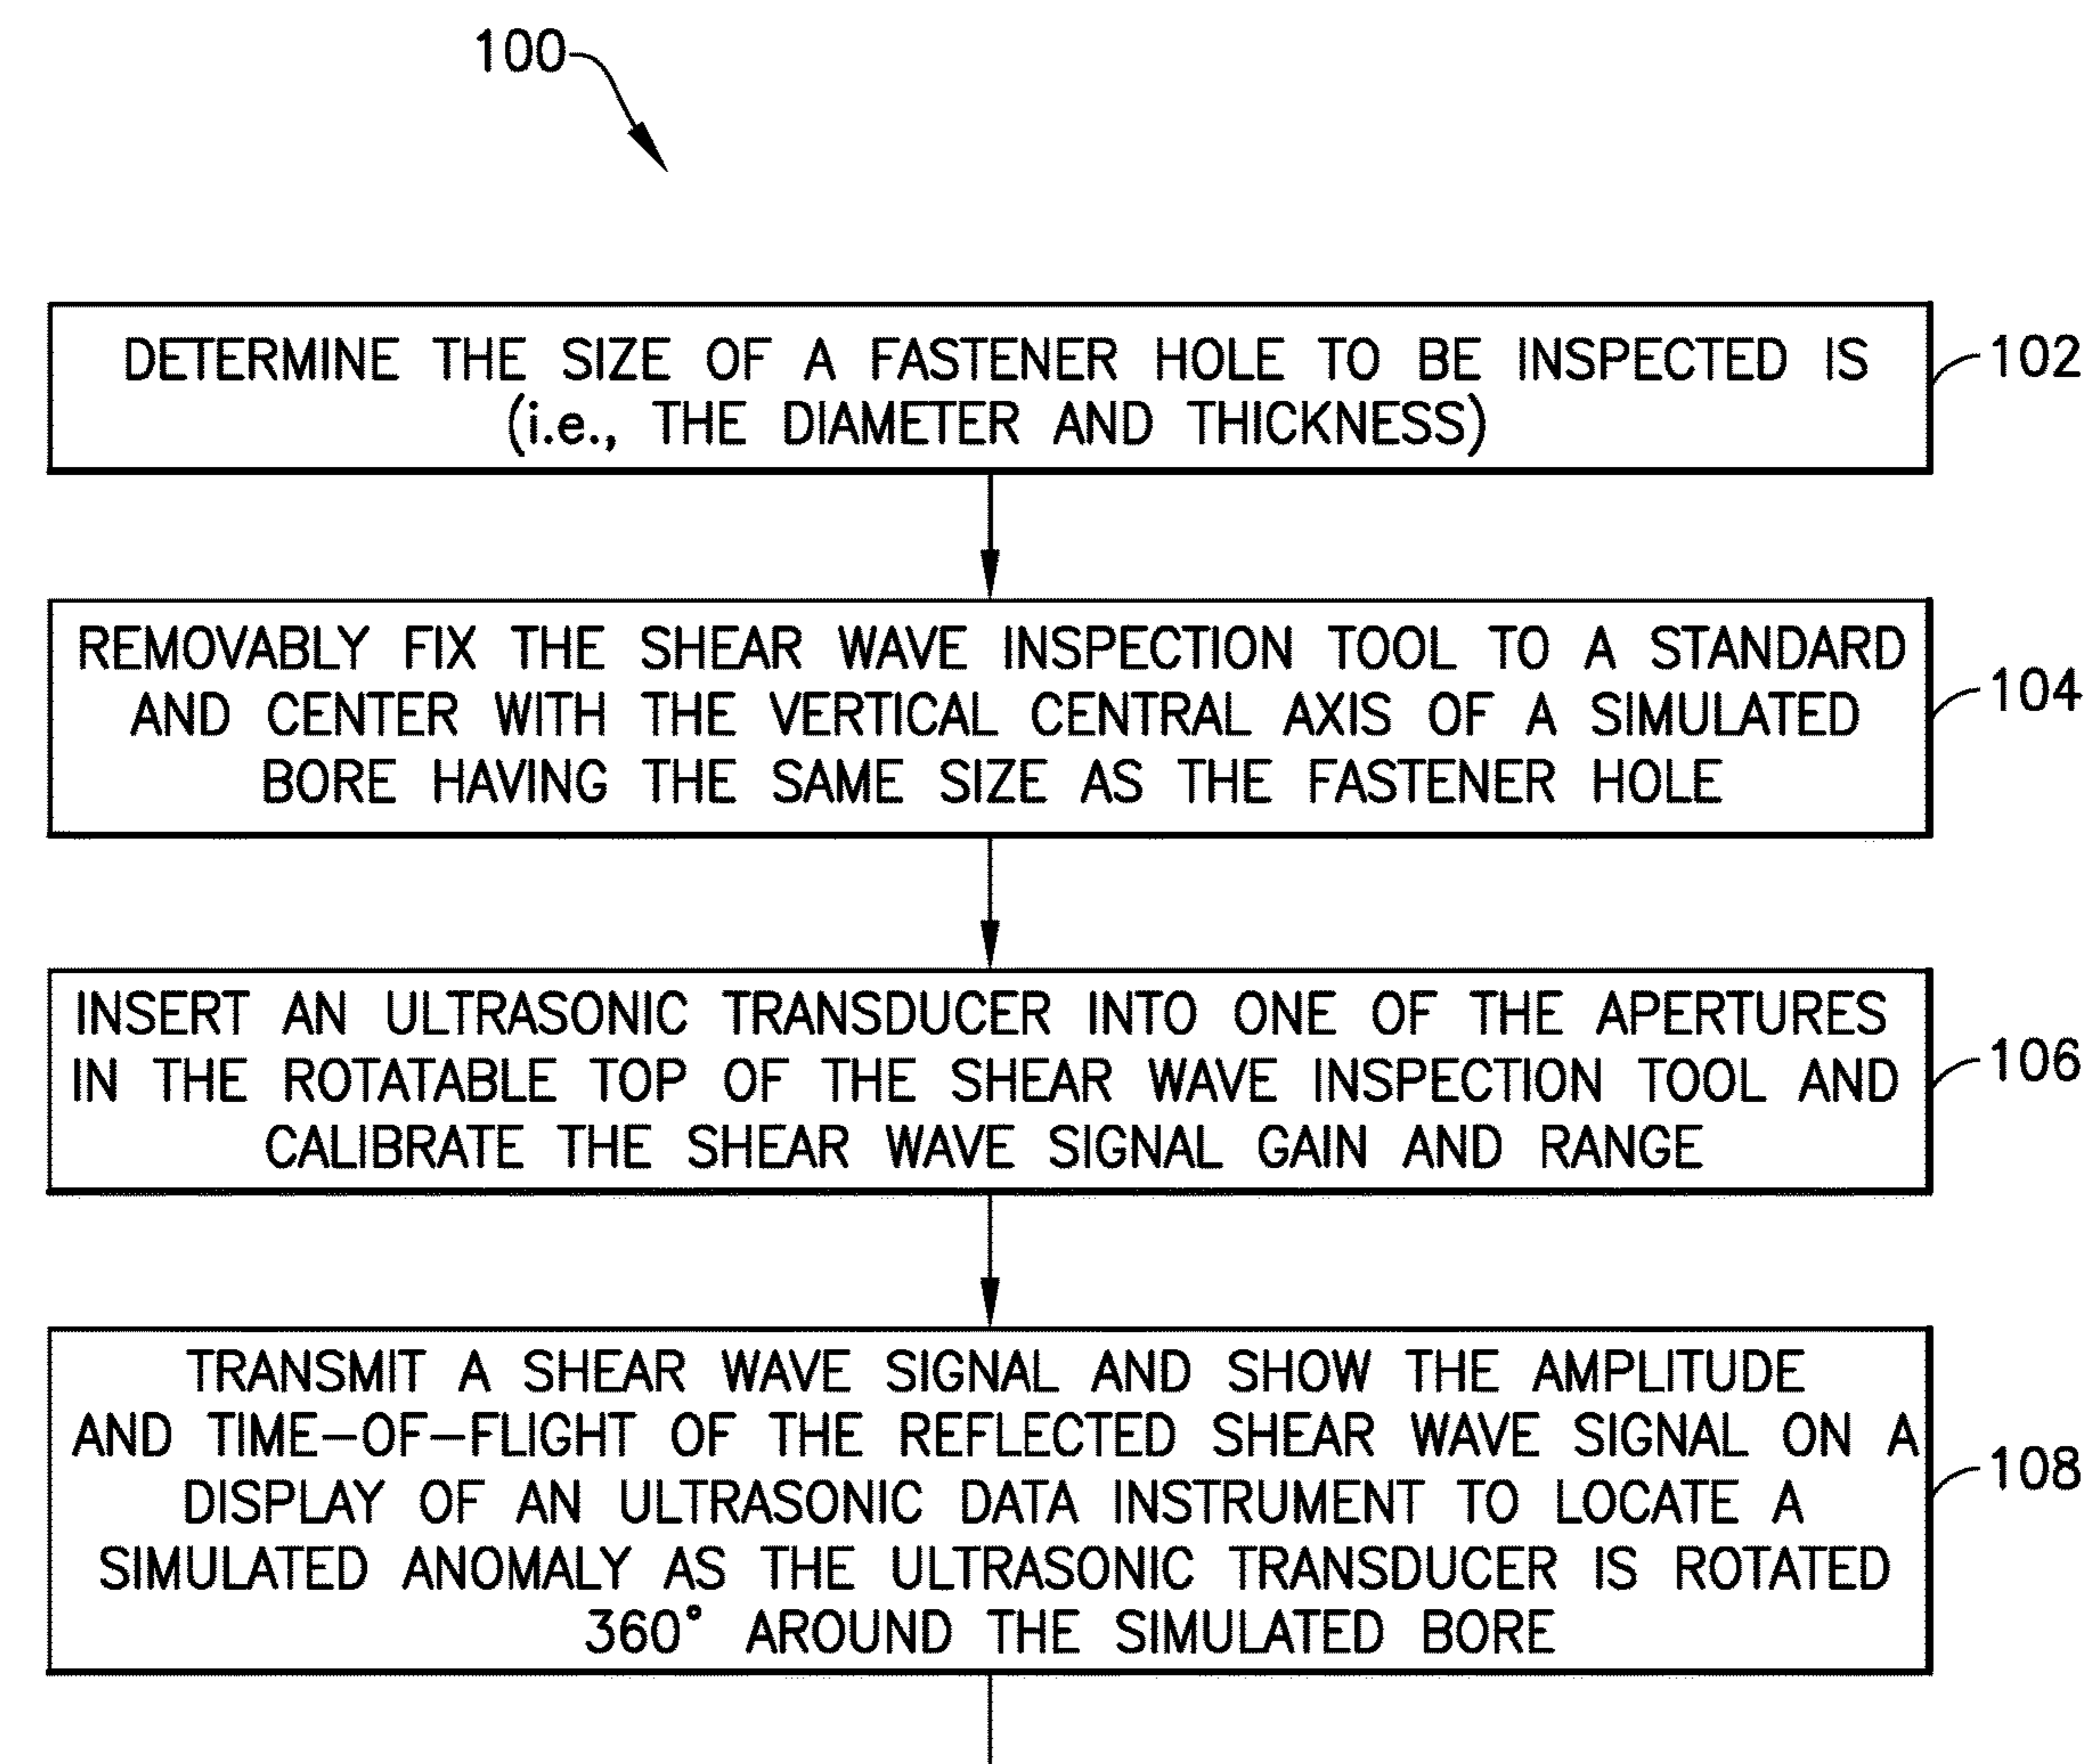 100
DETERMINE THE SIZE OF A FASTENER HOLE TO BE INSPECTED IS
(i.e., THE DIAMETER AND THICKNESS)
102
REMOVABLY FIX THE SHEAR WAVE INSPECTION TOOL TO A STANDARD
AND CENTER WITH THE VERTICAL CENTRAL AXIS OF A SIMULATED
BORE HAVING THE SAME SIZE AS THE FASTENER HOLE
104
INSERT AN ULTRASONIC TRANSDUCER INTO ONE OF THE APERTURES
IN THE ROTATABLE TOP OF THE SHEAR WAVE INSPECTION TOOL AND
CALIBRATE THE SHEAR WAVE SIGNAL GAIN AND RANGE
106
TRANSMIT A SHEAR WAVE SIGNAL AND SHOW THE AMPLITUDE
AND TIME-OF-FLIGHT OF THE REFLECTED SHEAR WAVE SIGNAL ON A
DISPLAY OF AN ULTRASONIC DATA INSTRUMENT TO LOCATE A
SIMULATED ANOMALY AS THE ULTRASONIC TRANSDUCER IS ROTATED
360° AROUND THE SIMULATED BORE
108